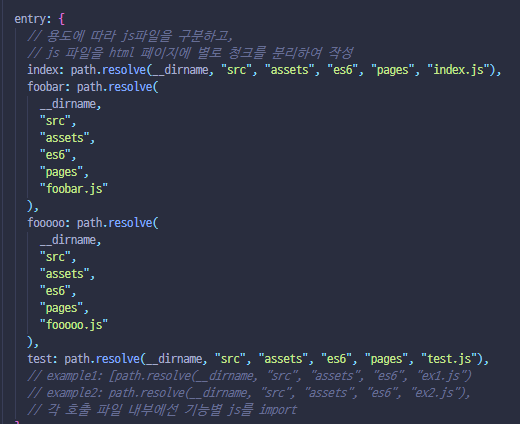 entry: {
// 용도에 따라 js파일을 구분하고,
// js 파일을 html 페이지에 별로 청크를 분리하여 작성
index: path.resolve(__dirname, "src", "assets", "es6", "pages", "index.js"),
foobar: path.resolve(
__dirname,
"src",
"assets",
"es6",
"pages",
"foobar.js"
),
fooooo: path.resolve(
__dirname,
"src",
"assets",
"es6",
"pages",
"fooooo.js"
),
test: path.resolve(__dirname, "src", "assets", "es6", "pages", "test.js"),
// example1: [path.resolve(__dirname, "src", "assets", "es6", "ex1.js")
// example2: path.resolve(__dirname, "src", "assets", "es6", "ex2.js"),
// 각 호출 파일 내부에선 기능별 js를 import
}